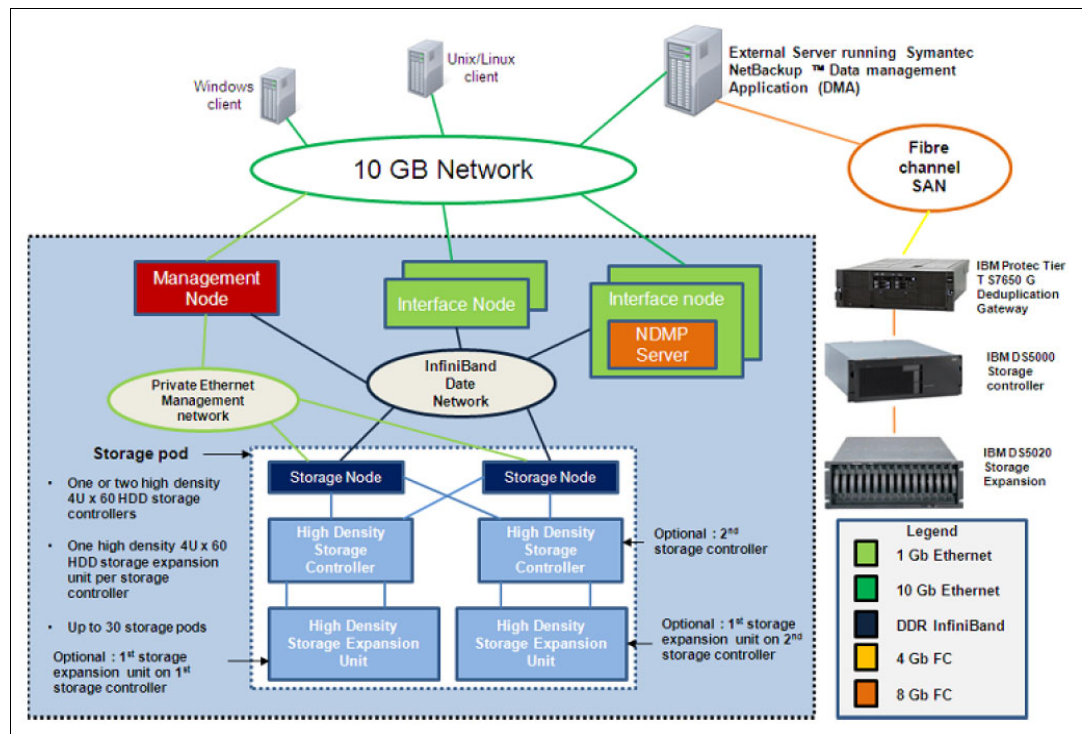 Windows
client
Unix/Linux
client
External Server running Symantec
NetBackup ™ Data management
Application (DMA)
10 GB Network
Fibre
channel
SAN
Management
Node
Interface Node
Interface node
NDMP
Server
IBM Protec Tier
T S7650 G
Deduplication
Gateway
Private Ethernet
Management
network
InfiniBand
Date
Network
IBM DS5000
Storage
controller
Storage pod
Storage Node
Storage Node
IBM DS5020
Storage
Expansion
• One or two high density
4U x 60 HDD storage
controllers
• One high density 4U x 60
HDD storage expansion
unit per storage
controller
• Up to 30 storage pods
Optional : 1st storage
expansion unit on 1st
storage controller
High Density
Storage
Controller
High Density
Storage
Controller
Optional : 2nd
storage controller
High Density
Storage Expansion
Unit
High Density
Storage Expansion
Unit
Optional : 1st storage
expansion unit on 2nd
storage controller
Legend
1 Gb Ethernet
10 Gb Ethernet
DDR InfiniBand
4 Gb FC
8 Gb FC